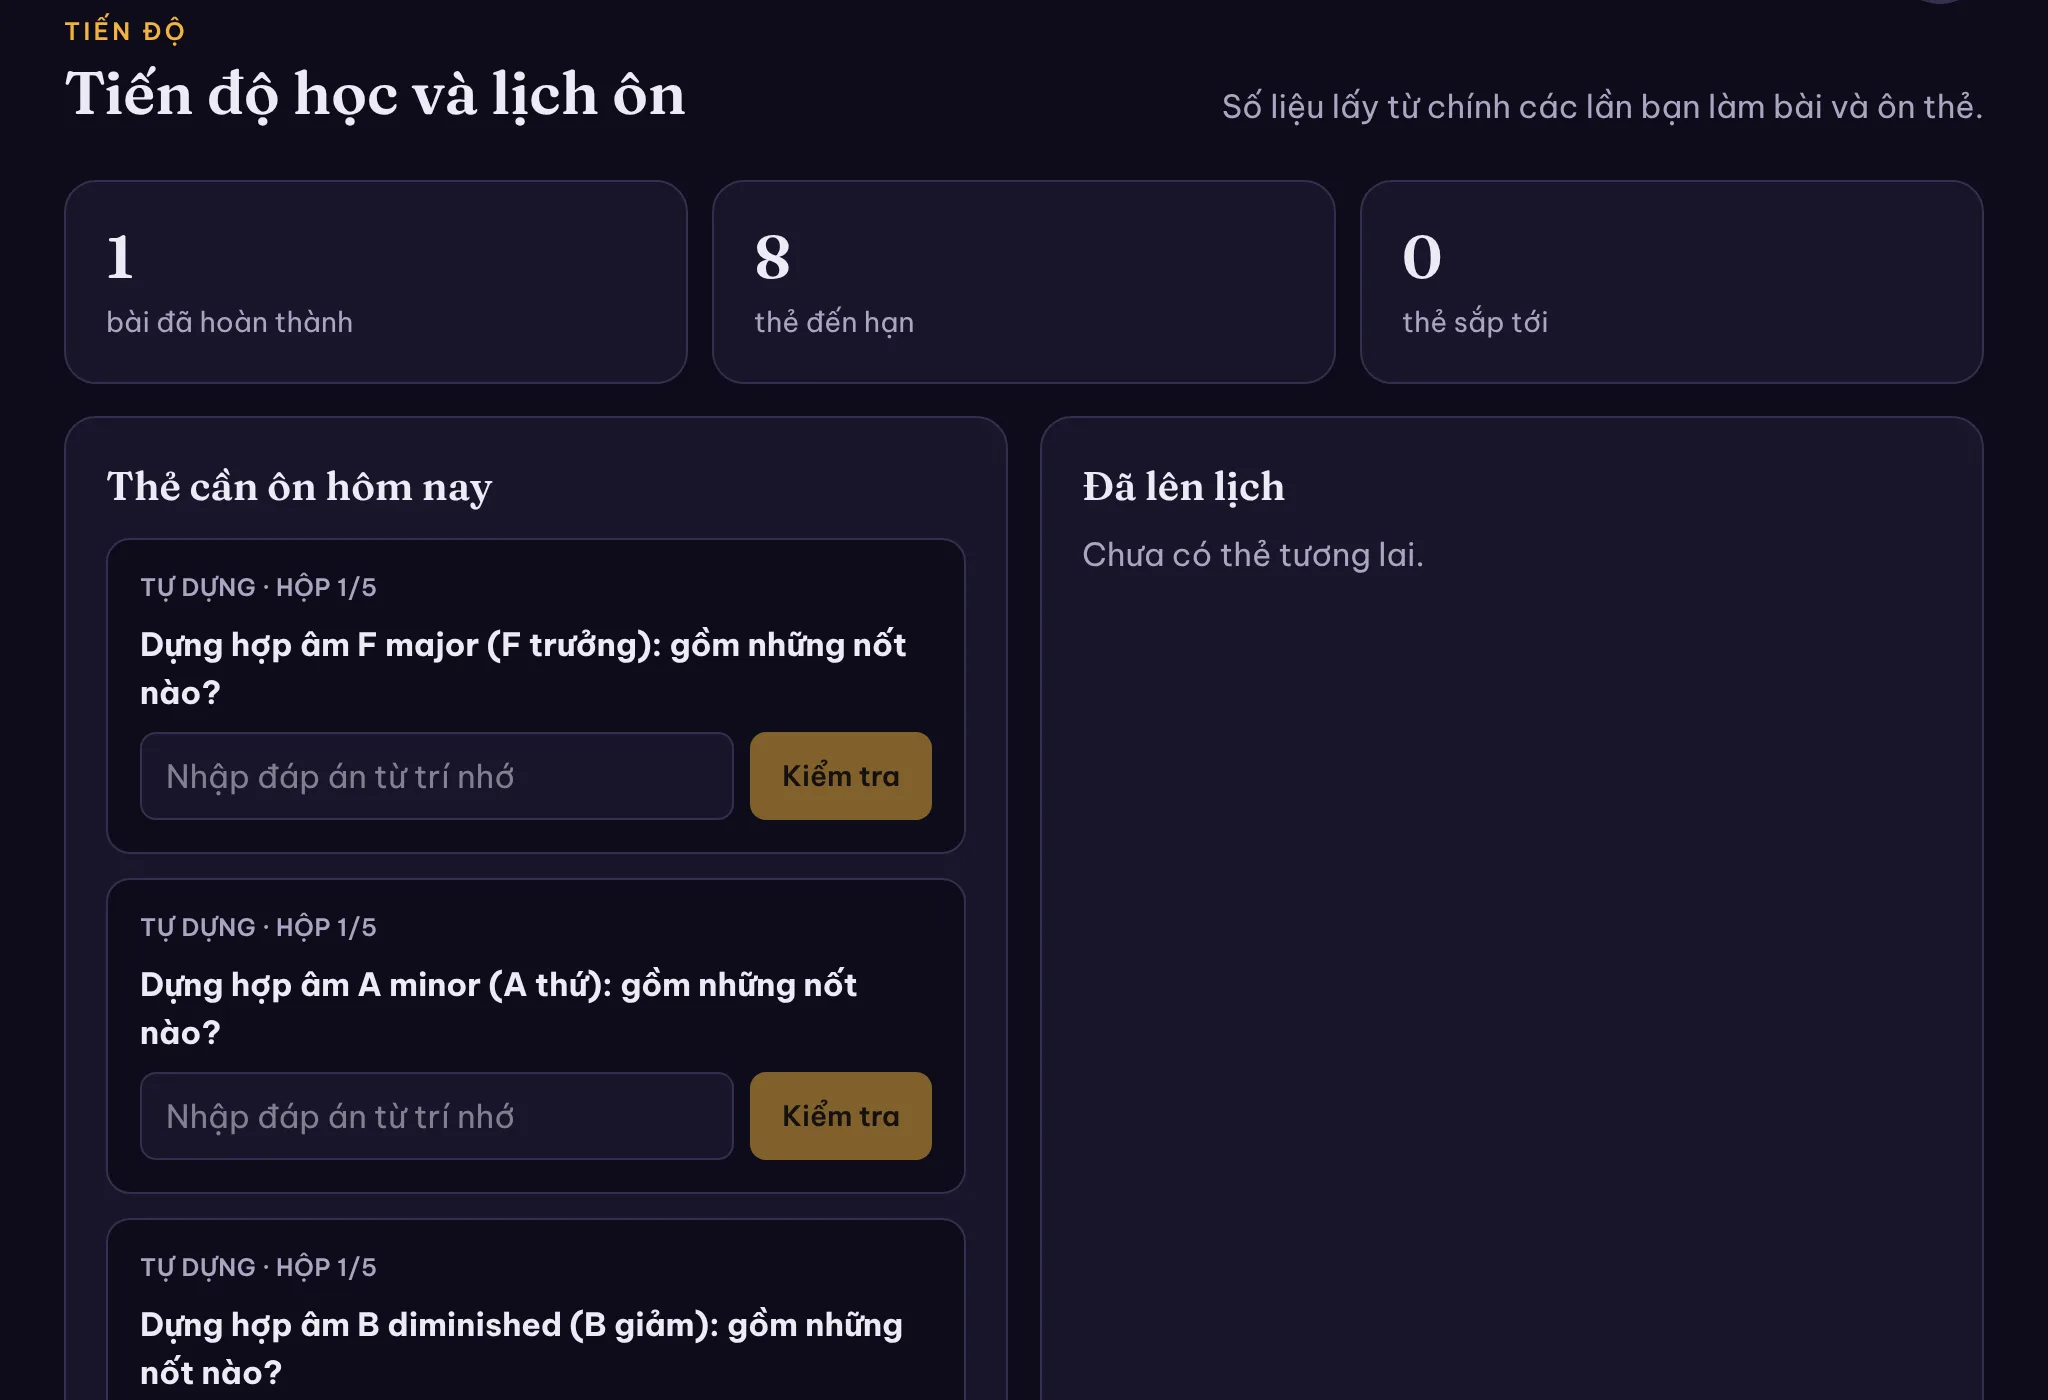 TIẾN ĐỘ
Tiến độ học và lịch ôn
Số liệu lấy từ chính các lần bạn làm bài và ôn thẻ.
1
bài đã hoàn thành
8
thẻ đến hạn
0
thẻ sắp tới
Thẻ cần ôn hôm nay
TỰ DỰNG · HỘP 1/5
Dựng hợp âm F major (F trưởng): gồm những nốt
nào?
Nhập đáp án từ trí nhớ
Kiểm tra
TỰ DỰNG · HỘP 1/5
Dựng hợp âm A minor (A thứ): gồm những nốt
nào?
Nhập đáp án từ trí nhớ
Kiểm tra
TỰ DỰNG · HỘP 1/5
Dựng hợp âm B diminished (B giảm): gồm những
nốt nào?
Đã lên lịch
Chưa có thẻ tương lai.